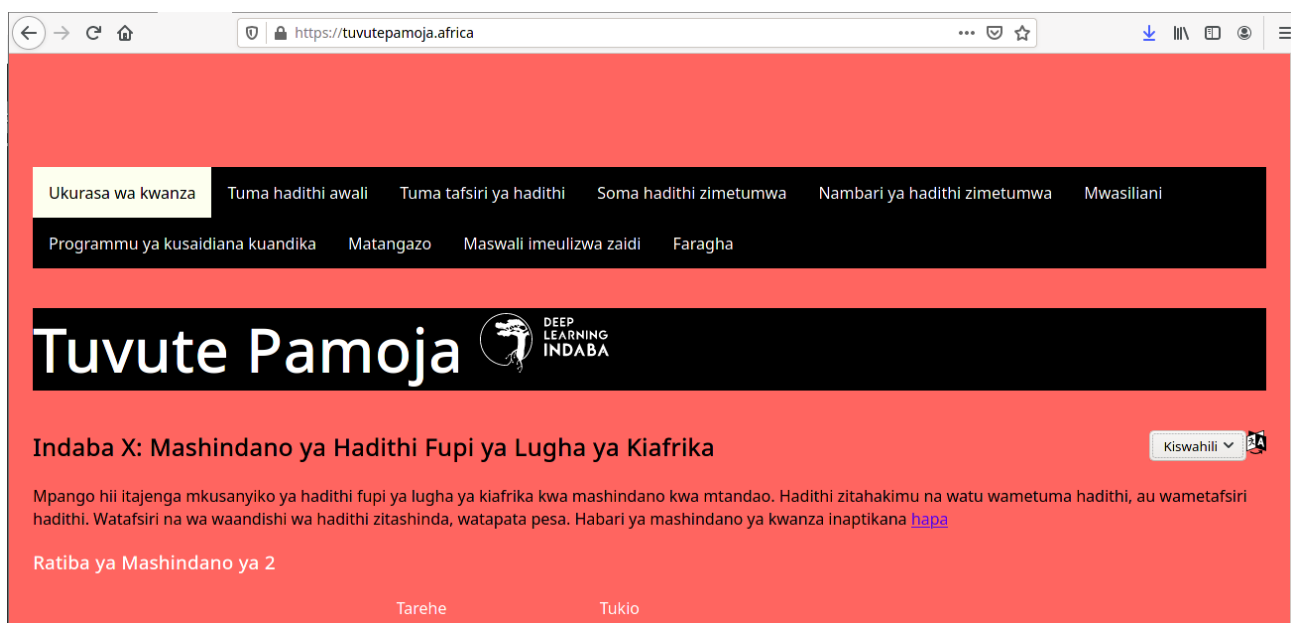 https://tuvutepamoja.africa
Ukurasa wa kwanza Tuma hadithi awali Tuma tafsiri ya hadithi Soma hadithi zimetumwa Nambari ya hadithi zimetumwa Mwasiliani
Programmu ya kusaidiana kuandika Matangazo Maswali imeulizwa zaidi Faragha
Tuvute Pamoja
DEEP
LEARNING
INDABA
Indaba X: Mashindano ya Hadithi Fupi ya Lugha ya Kiafrika
Kiswahili
Mpango hii itajenga mkusanyiko ya hadithi fupi ya lugha ya kiafrika kwa mashindano kwa mtandao. Hadithi zitahakimu na watu wametuma hadithi, au wametafsiri
hadithi. Watafsiri na wa waandishi wa hadithi zitashinda, watapata pesa. Habari ya mashindano ya kwanza inaptikana hapa
Ratiba ya Mashindano ya 2
Tarehe Tukio